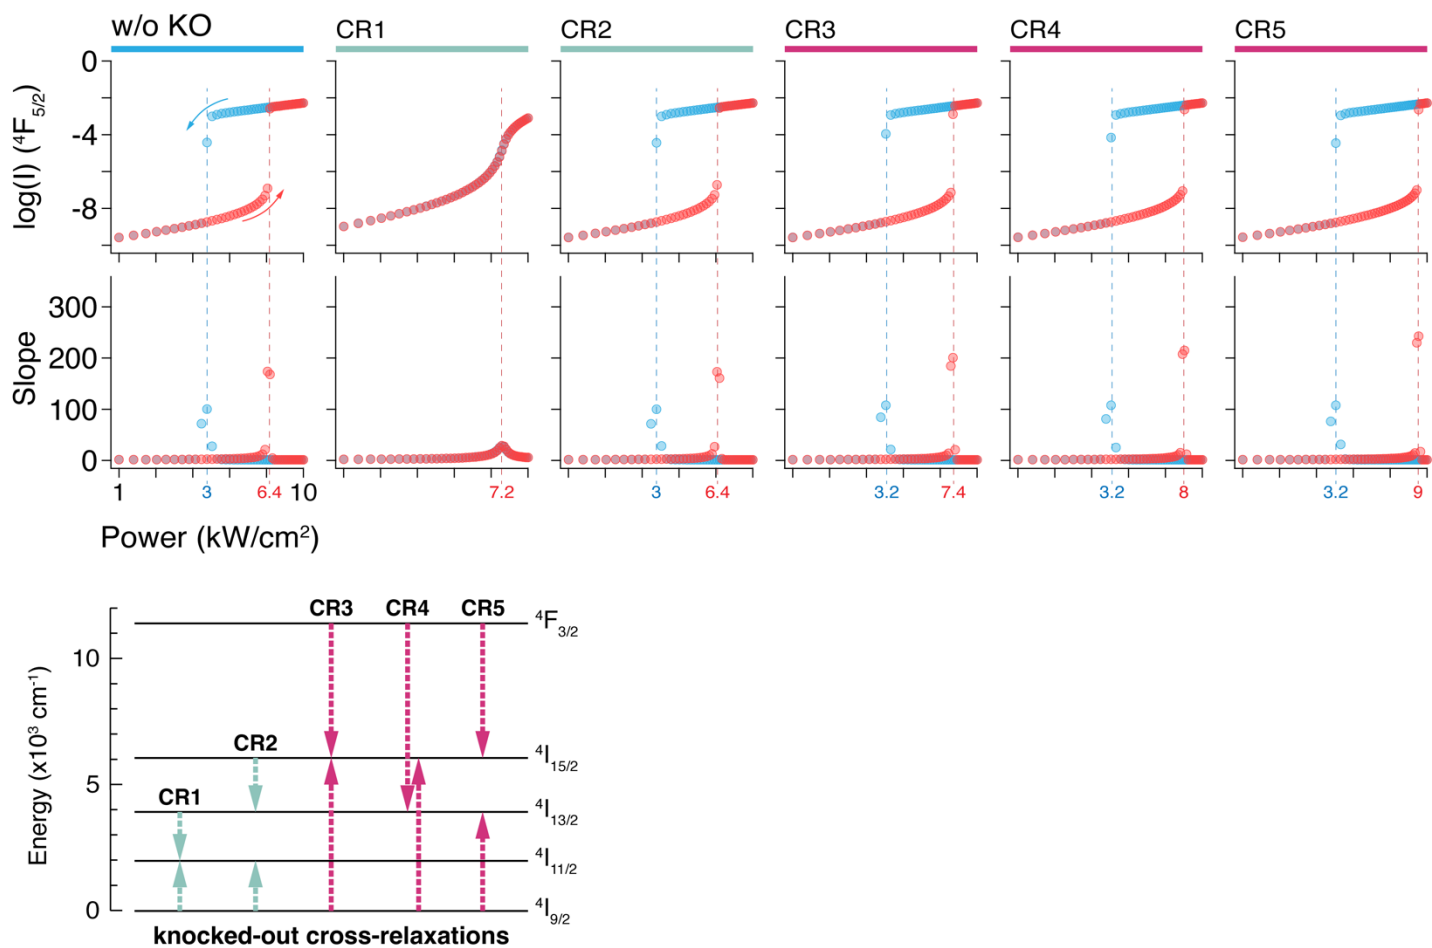 w/o KO
CR1
CR2
CR3
CR4
CR5
log(I) (⁴F₅/₂)
0
-4
-8
Slope
300
200
100
0
1
3
6.4
10
7.2
3
6.4
3.2
7.4
3.2
8
3.2
9
Power (kW/cm²)
Energy (x10³ cm⁻¹)
10
5
0
CR3
CR4
CR5
CR2
CR1
⁴F₃/₂
⁴I₁₅/₂
⁴I₁₃/₂
⁴I₁₁/₂
⁴I₉/₂
knocked-out cross-relaxations